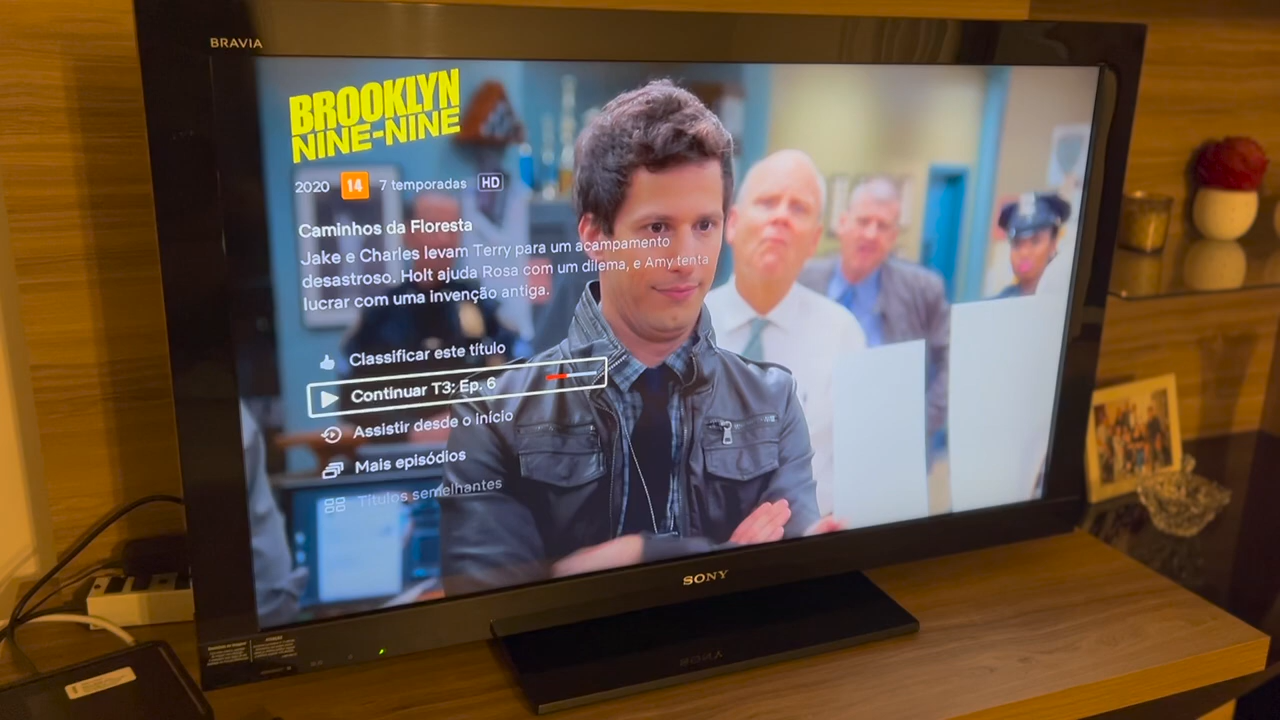 BRAVIA
BROOKLYN
NINE-NINE
2020 14 7 temporadas HD
Caminhos da Floresta
Jake e Charles levam Terry para um acampamento
desastroso. Holt ajuda Rosa com um dilema, e Amy tenta
lucrar com uma invenção antiga.
Classificar este título
Continuar T3: Ep. 6
Assistir desde o início
Mais episódios
Títulos semelhantes
SONY